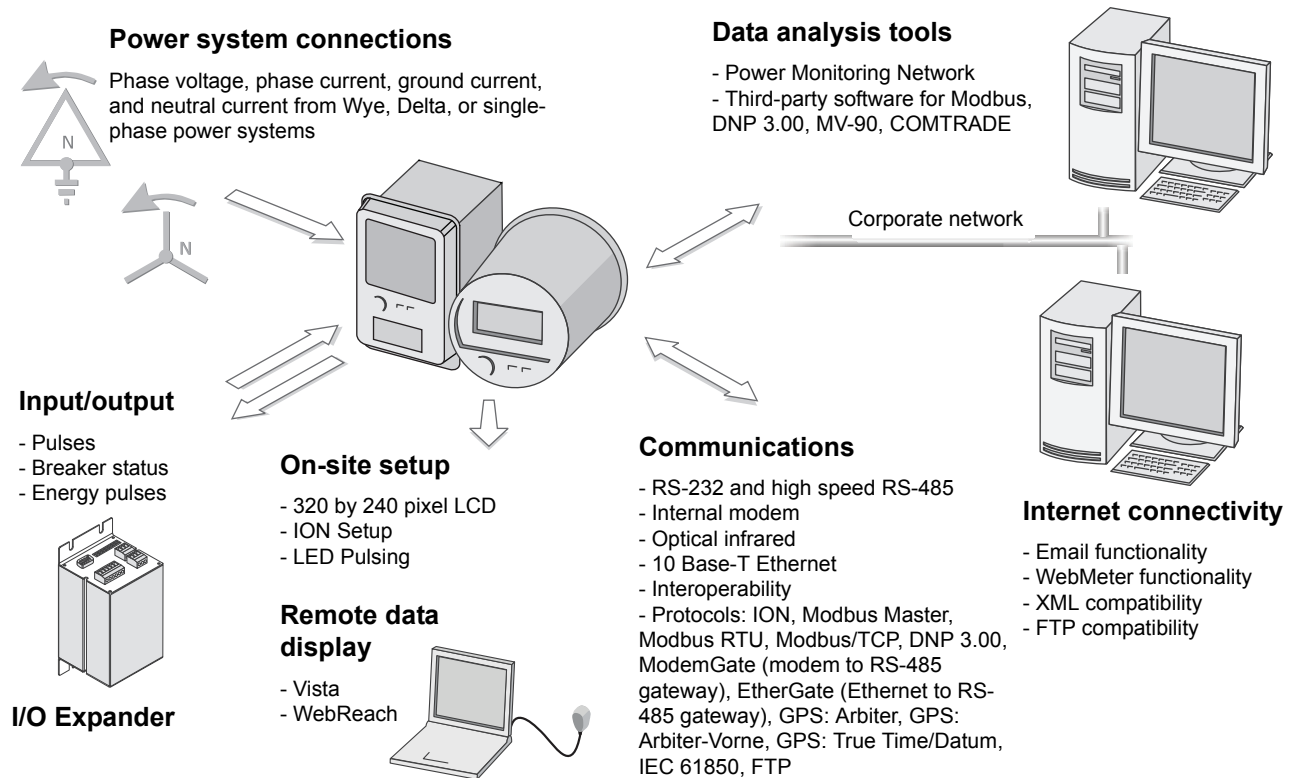 Power system connections
Phase voltage, phase current, ground current,
and neutral current from Wye, Delta, or single-
phase power systems
N
N
Data analysis tools
- Power Monitoring Network
- Third-party software for Modbus,
DNP 3.00, MV-90, COMTRADE
Corporate network
Input/output
- Pulses
- Breaker status
- Energy pulses
I/O Expander
On-site setup
- 320 by 240 pixel LCD
- ION Setup
- LED Pulsing
Remote data
display
- Vista
- WebReach
Communications
- RS-232 and high speed RS-485
- Internal modem
- Optical infrared
- 10 Base-T Ethernet
- Interoperability
- Protocols: ION, Modbus Master,
Modbus RTU, Modbus/TCP, DNP 3.00,
ModemGate (modem to RS-485
gateway), EtherGate (Ethernet to RS-
485 gateway), GPS: Arbiter, GPS:
Arbiter-Vorne, GPS: True Time/Datum,
IEC 61850, FTP
Internet connectivity
- Email functionality
- WebMeter functionality
- XML compatibility
- FTP compatibility